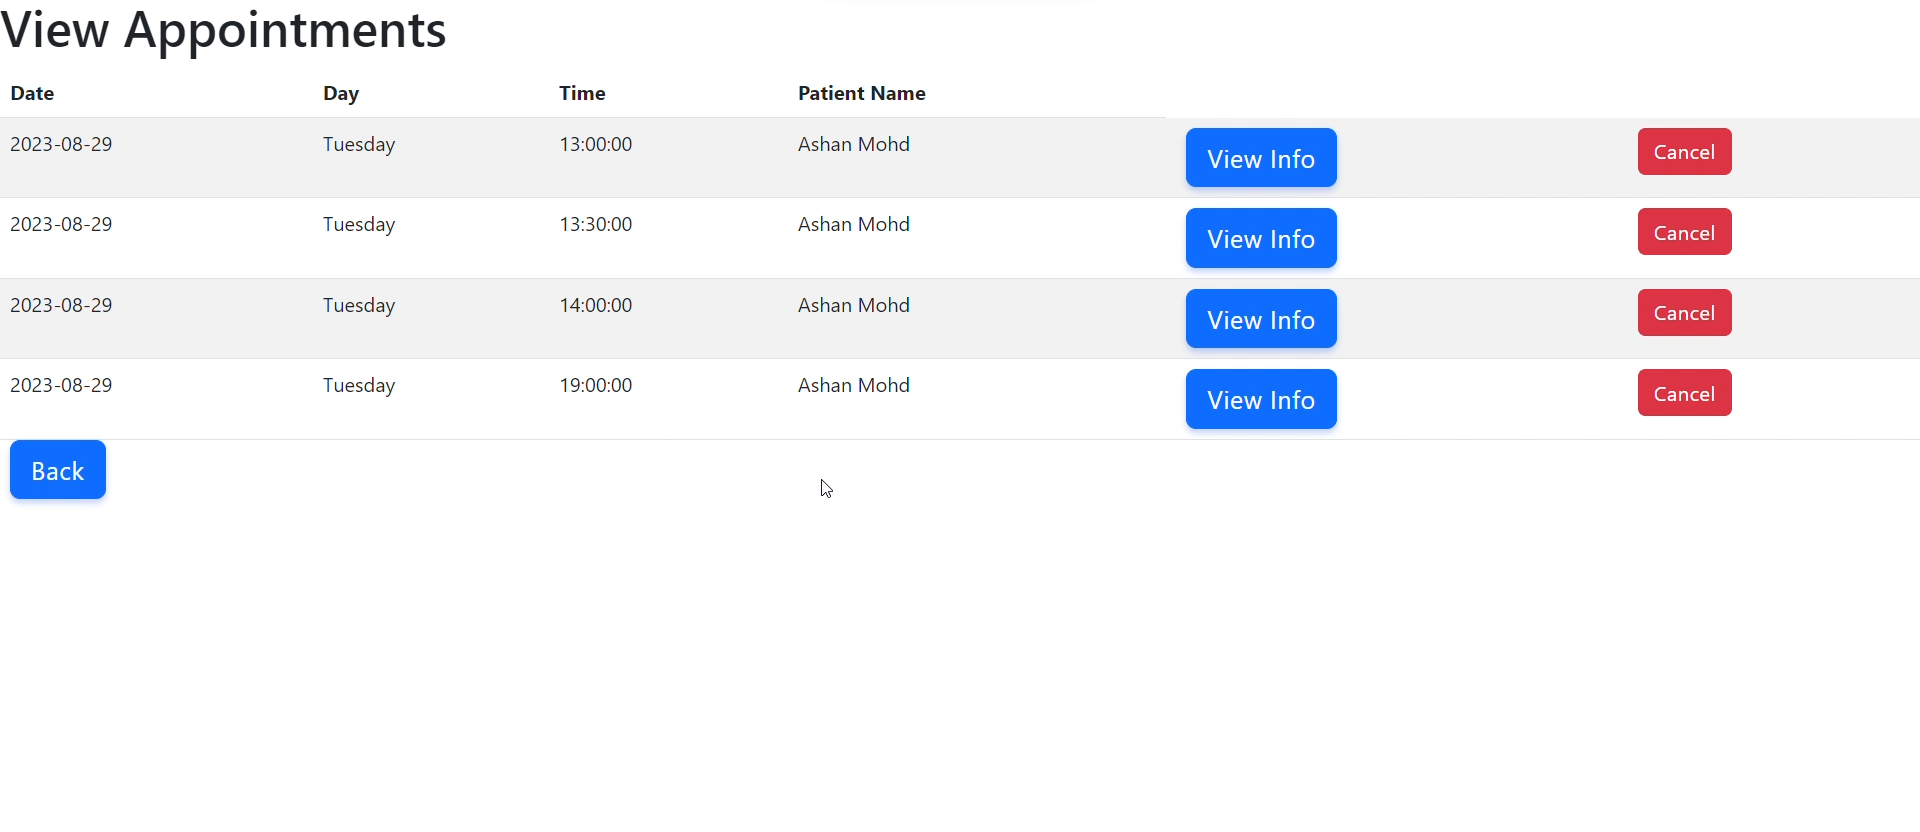 View Appointments
Date Day Time Patient Name
2023-08-29 Tuesday 13:00:00 Ashan Mohd View Info Cancel
2023-08-29 Tuesday 13:30:00 Ashan Mohd View Info Cancel
2023-08-29 Tuesday 14:00:00 Ashan Mohd View Info Cancel
2023-08-29 Tuesday 19:00:00 Ashan Mohd View Info Cancel
Back